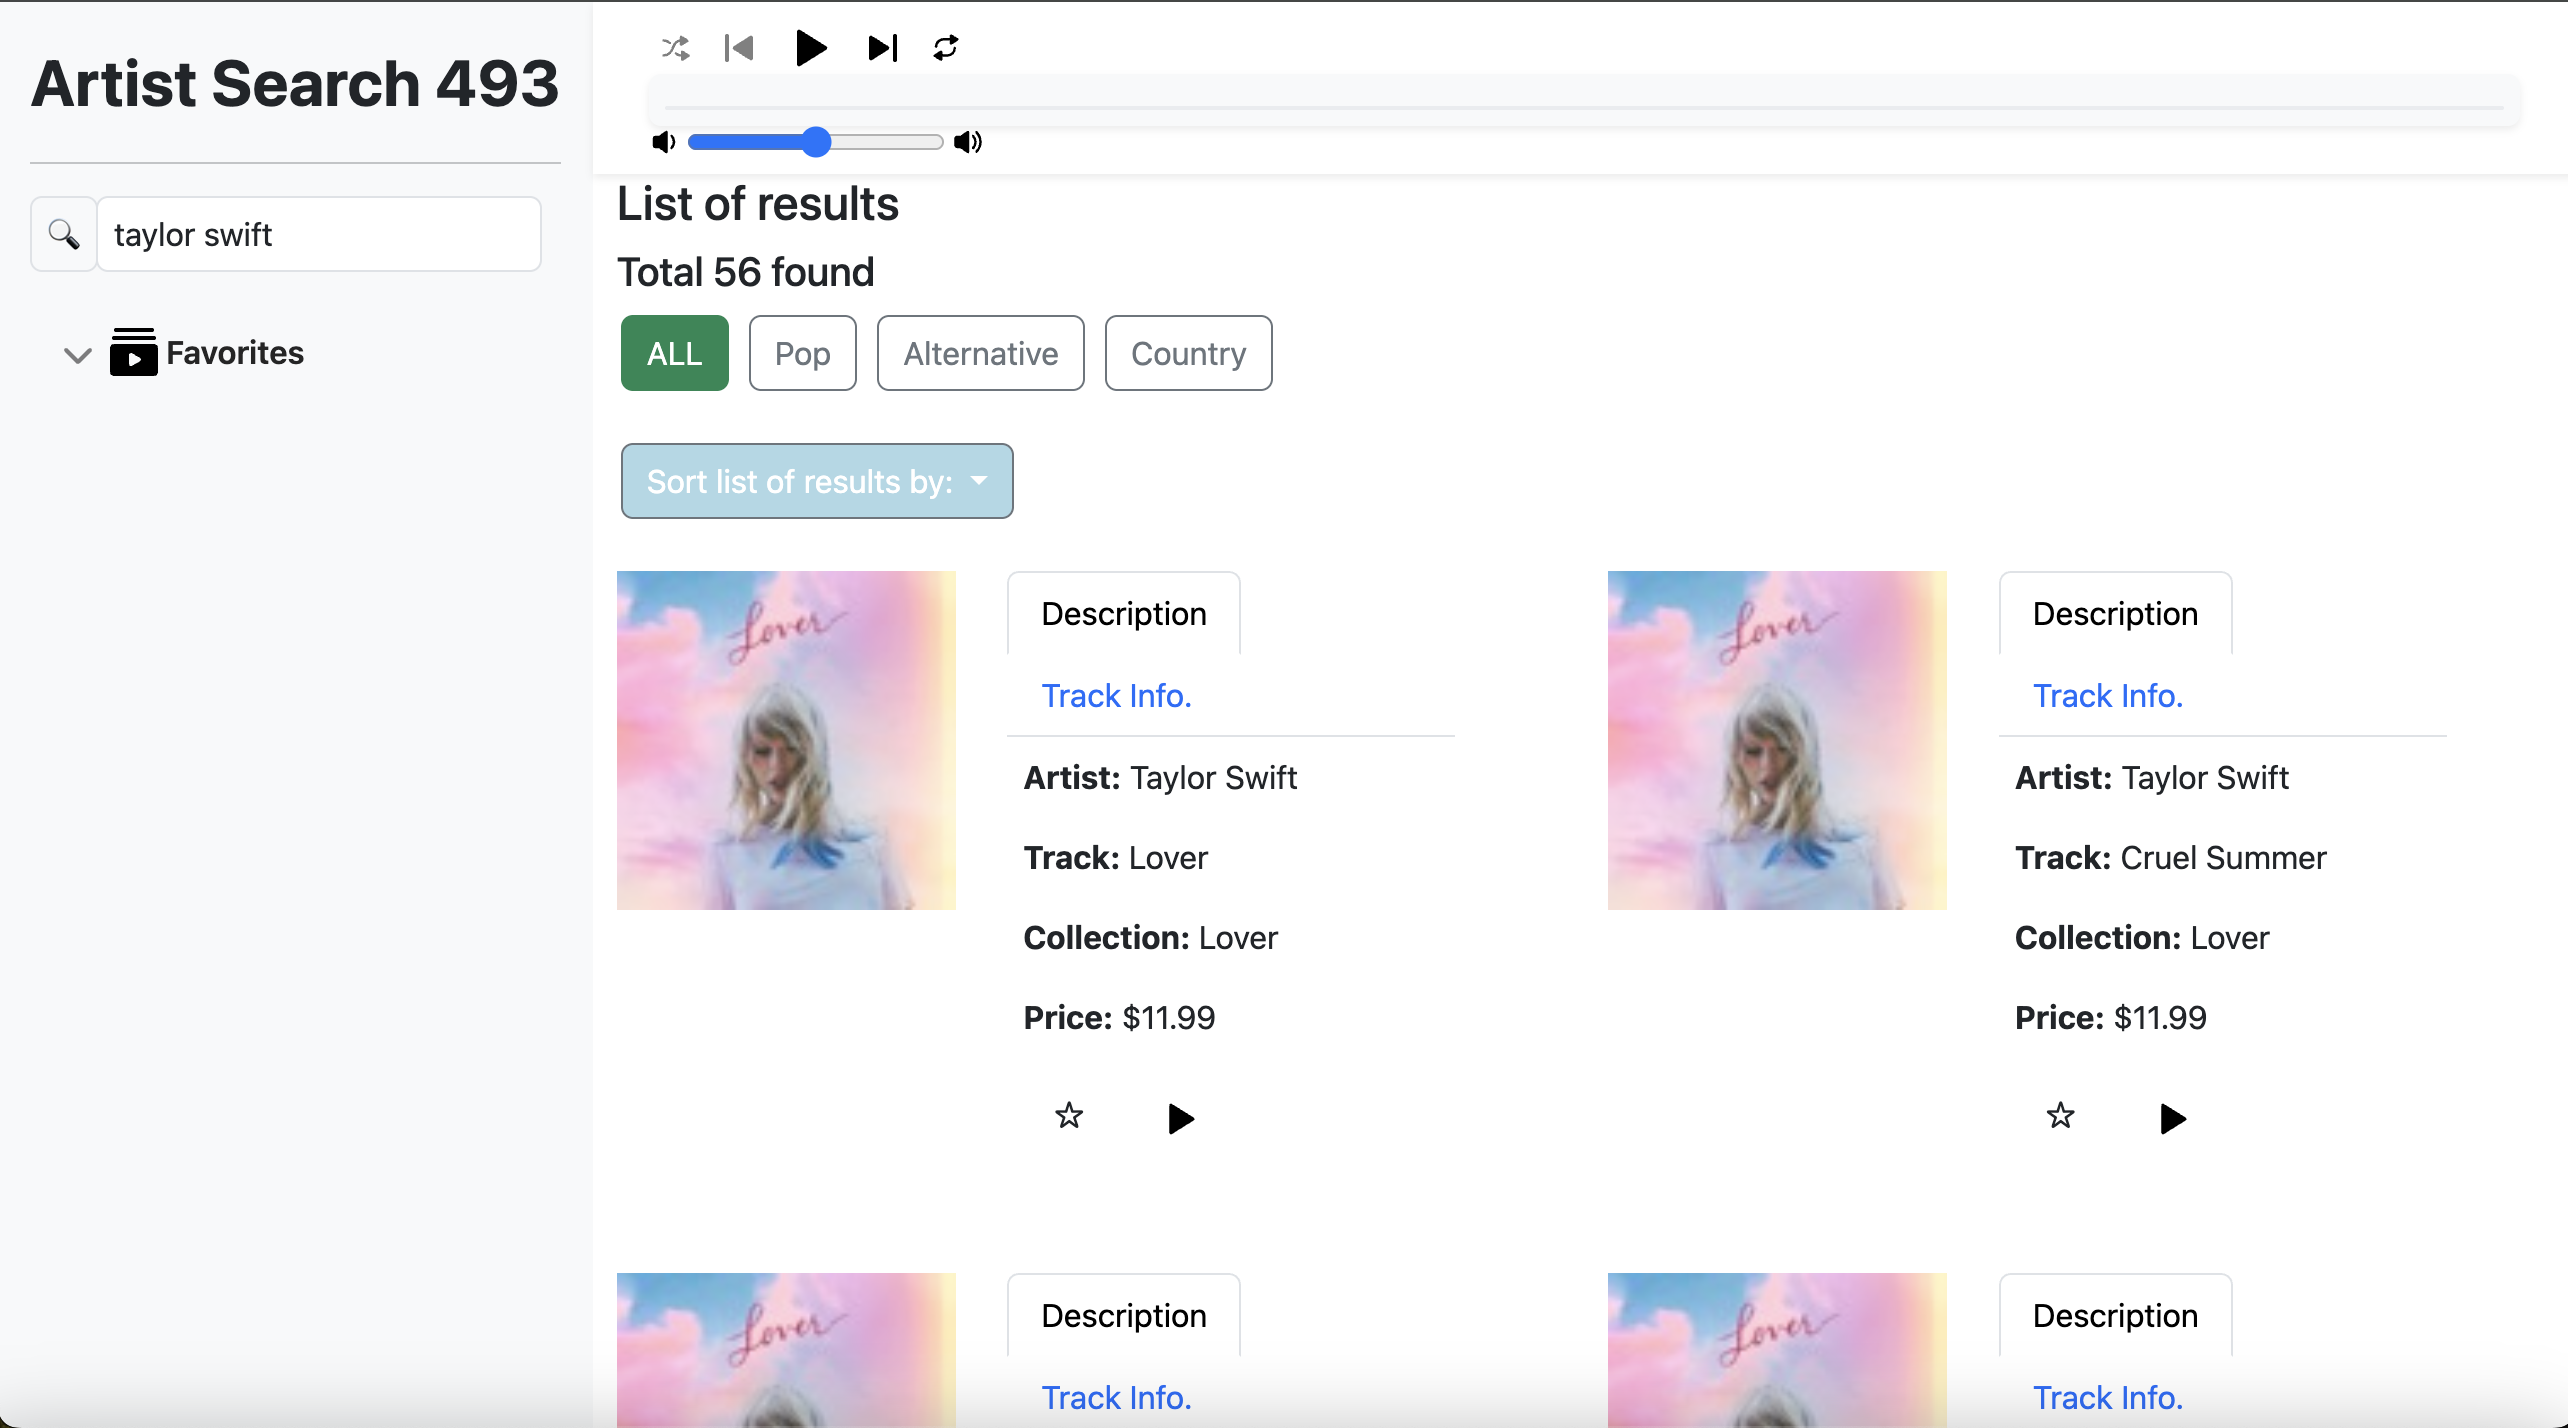 Artist Search 493
taylor swift
Favorites
List of results
Total 56 found
ALL Pop Alternative Country
Sort list of results by:
Lover
Description
Track Info.
Artist: Taylor Swift
Track: Lover
Collection: Lover
Price: $11.99
Lover
Description
Track Info.
Artist: Taylor Swift
Track: Cruel Summer
Collection: Lover
Price: $11.99
Lover
Description
Track Info.
Lover
Description
Track Info.